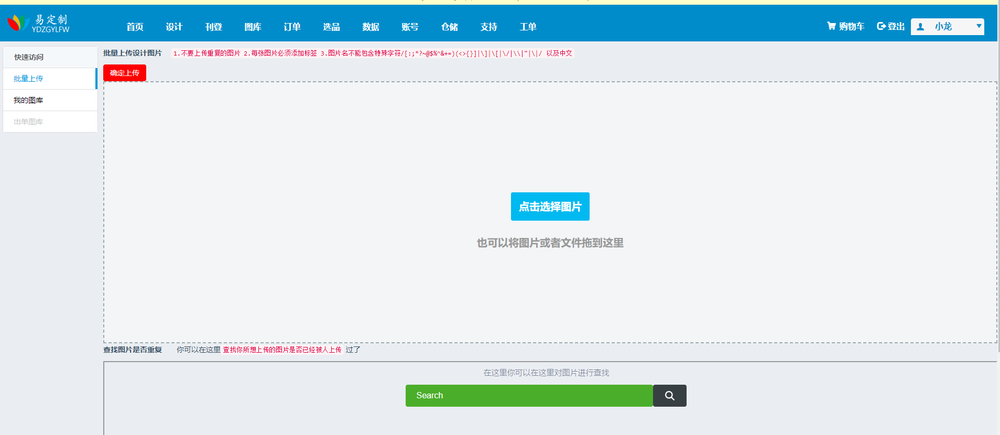 易定制
YDZGYLFW
首页 设计 刊登 图库 订单 选品 数据 账号 仓储 支持 工单
购物车 登出 小龙
快速访问
批量上传
我的图库
出单图库
批量上传设计图片 1.不要上传重复的图片 2.每张图片必须添加标签 3.图片名不能包含特殊字符/[:;*?~@$%^&+=)(<>{}]|\]|\[|\/|\\|"|\|/ 以及中文
确定上传
点击选择图片
也可以将图片或者文件拖到这里
查找图片是否重复 你可以在这里 查找你所想上传的图片是否已经被人上传 过了
在这里你可以在这里对图片进行查找
Search